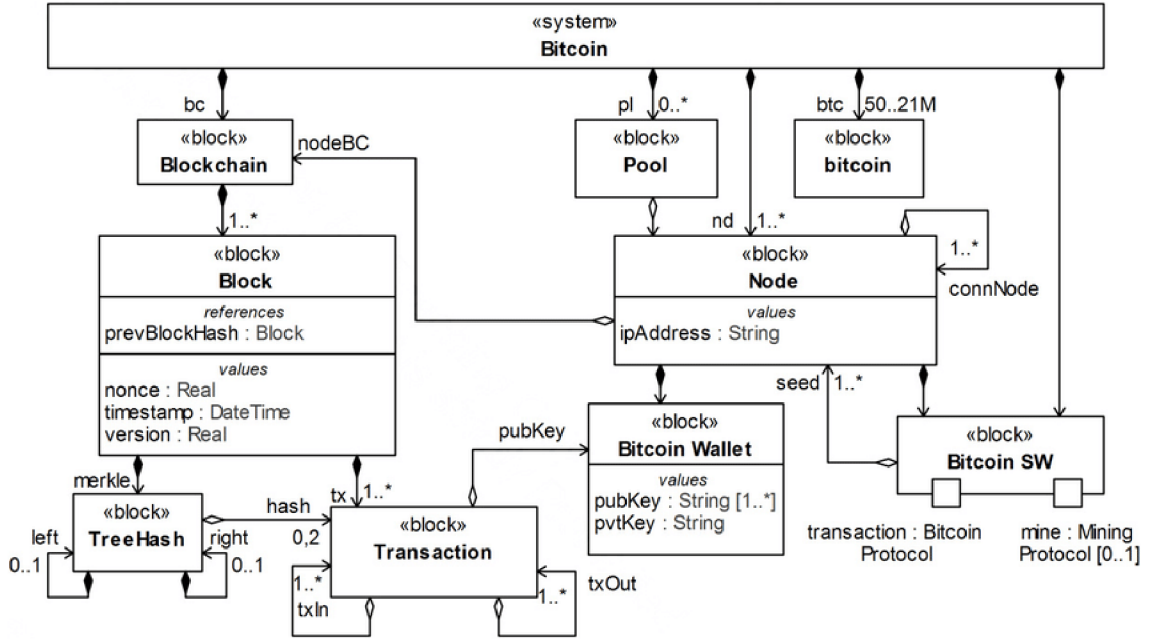 «system»
Bitcoin
bc
pl
0..*
btc
50..21M
«block»
Blockchain
nodeBC
«block»
Pool
«block»
bitcoin
1..*
nd
1..*
«block»
Block
references
prevBlockHash : Block
values
nonce : Real
timestamp : DateTime
version : Real
«block»
Node
values
ipAddress : String
1..*
connNode
seed
1..*
«block»
Bitcoin Wallet
values
pubKey : String [1..*]
pvtKey : String
«block»
Bitcoin SW
transaction : Bitcoin
Protocol
mine : Mining
Protocol [0..1]
pubKey
merkle
tx
1..*
«block»
TreeHash
hash
0,2
left
0..1
right
0..1
«block»
Transaction
1..*
txIn
1..*
txOut